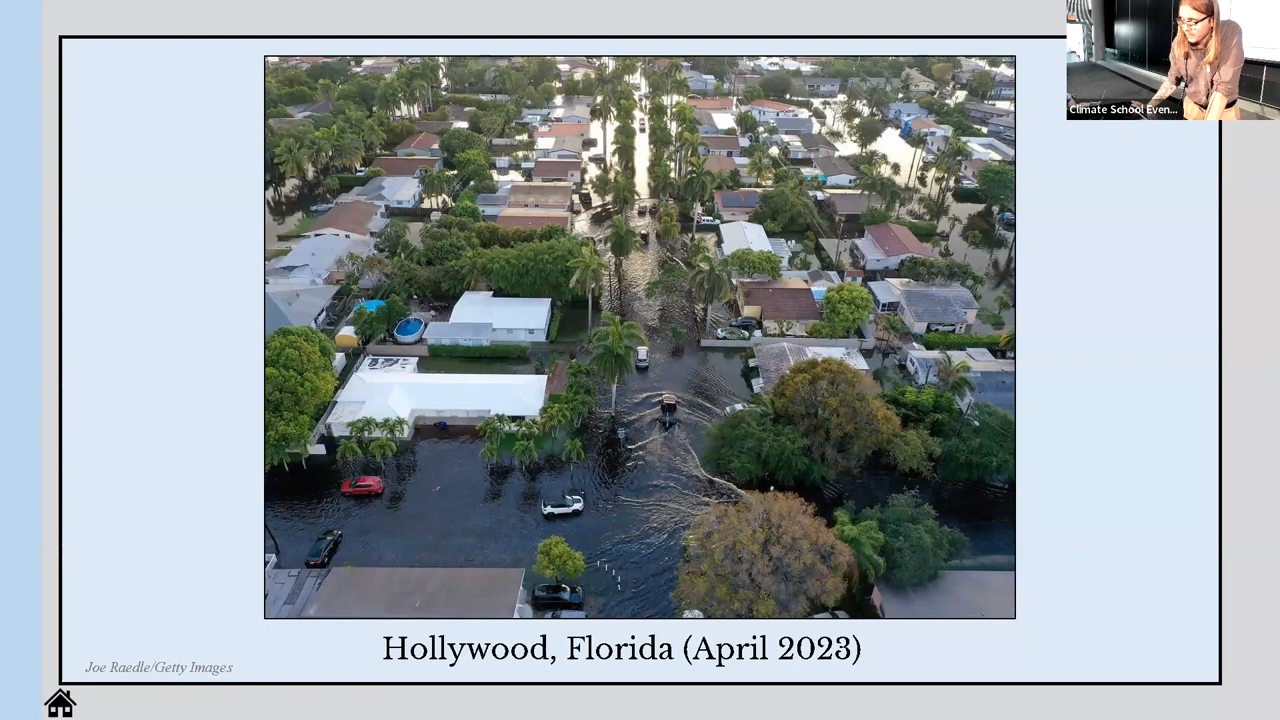 Climate School Even...
Hollywood, Florida (April 2023)
Joe Raedle/Getty Images